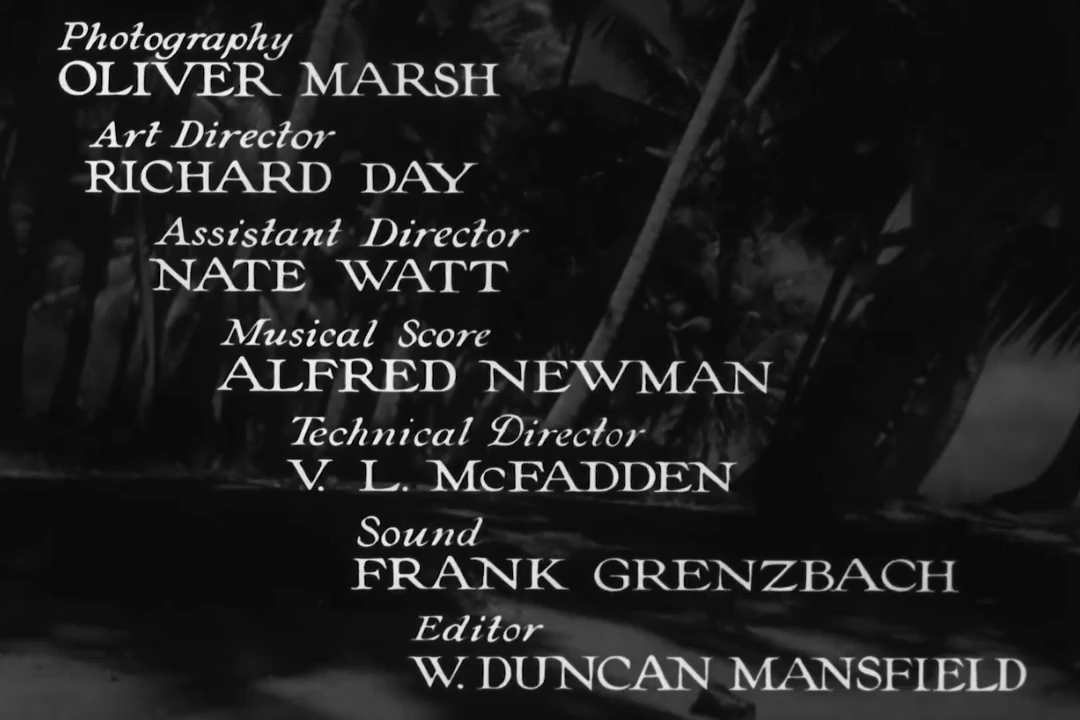 Photography
OLIVER MARSH
Art Director
RICHARD DAY
Assistant Director
NATE WATT
Musical Score
ALFRED NEWMAN
Technical Director
V. L. McFADDEN
Sound
FRANK GRENZBACH
Editor
W. DUNCAN MANSFIELD